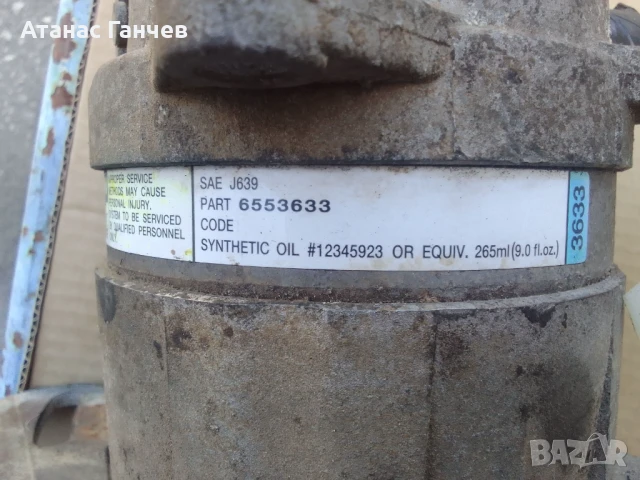 Атанас Ганчев
PROPER SERVICE
METHODS MAY CAUSE
PERSONAL INJURY.
SYSTEM TO BE SERVICED
QUALIFIED PERSONNEL
ONLY.
SAE J639
PART 6553633
CODE
SYNTHETIC OIL #12345923 OR EQUIV. 265ml (9.0 fl.oz.)
3633
BAZAR